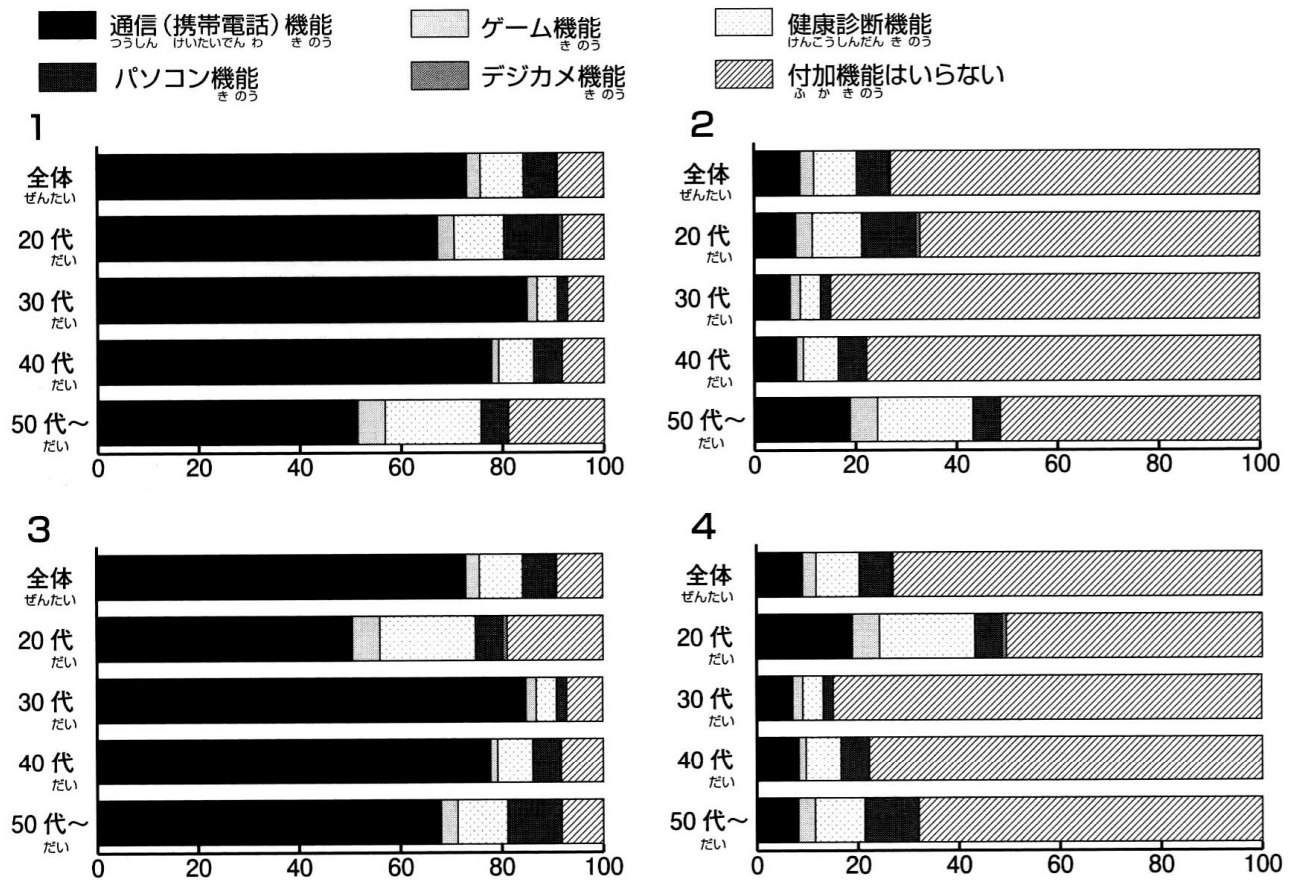 通信（携帯電話）機能
つうしん けいたいでんわ きのう
ゲーム機能
きのう
健康診断機能
けんこうしんだん きのう
パソコン機能
きのう
デジカメ機能
きのう
付加機能はいらない
ふ か きのう
1
全体
ぜんたい
20代
だい
30代
だい
40代
だい
50代～
だい
0 20 40 60 80 100
2
全体
ぜんたい
20代
だい
30代
だい
40代
だい
50代～
だい
0 20 40 60 80 100
3
全体
ぜんたい
20代
だい
30代
だい
40代
だい
50代～
だい
0 20 40 60 80 100
4
全体
ぜんたい
20代
だい
30代
だい
40代
だい
50代～
だい
0 20 40 60 80 100